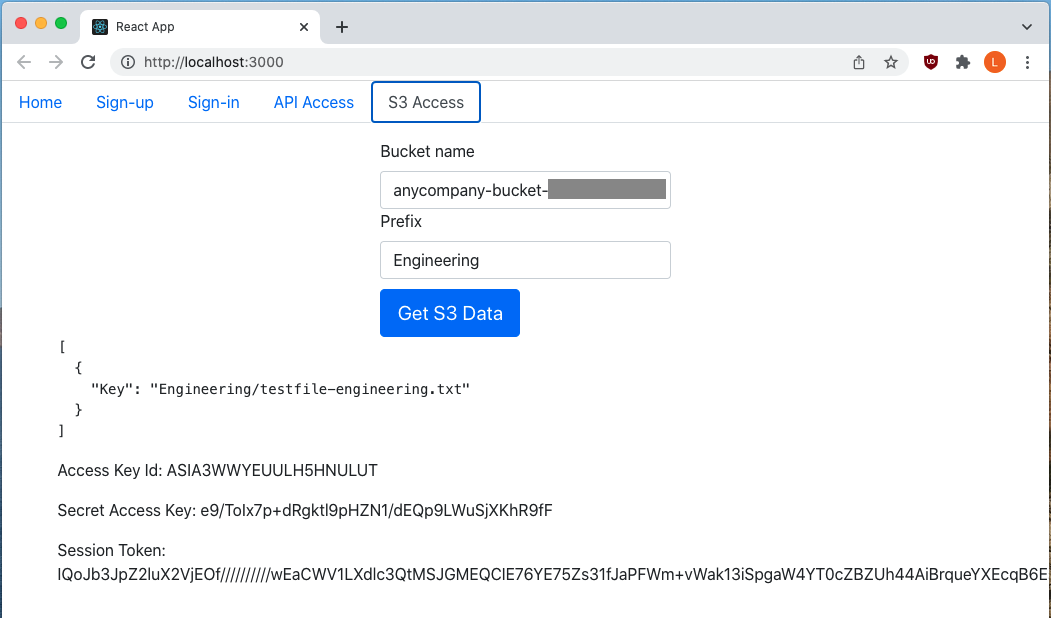 React App
http://localhost:3000
L
Home Sign-up Sign-in API Access S3 Access
Bucket name
anycompany-bucket-
Prefix
Engineering
Get S3 Data
[
{
"Key": "Engineering/testfile-engineering.txt"
}
]
Access Key Id: ASIA3WWYEUULH5HNULUT
Secret Access Key: e9/ToIx7p+dRgktl9pHZN1/dEQp9LWuSjXKhR9fF
Session Token:
IQoJb3JpZ2luX2VjEOf//////////wEaCWV1LXdlc3QtMSJGMEQCIE76YE75Zs31fJaPFWm+vWak13iSpgaW4YT0cZBZUh44AiBrqueYXEcqB6E